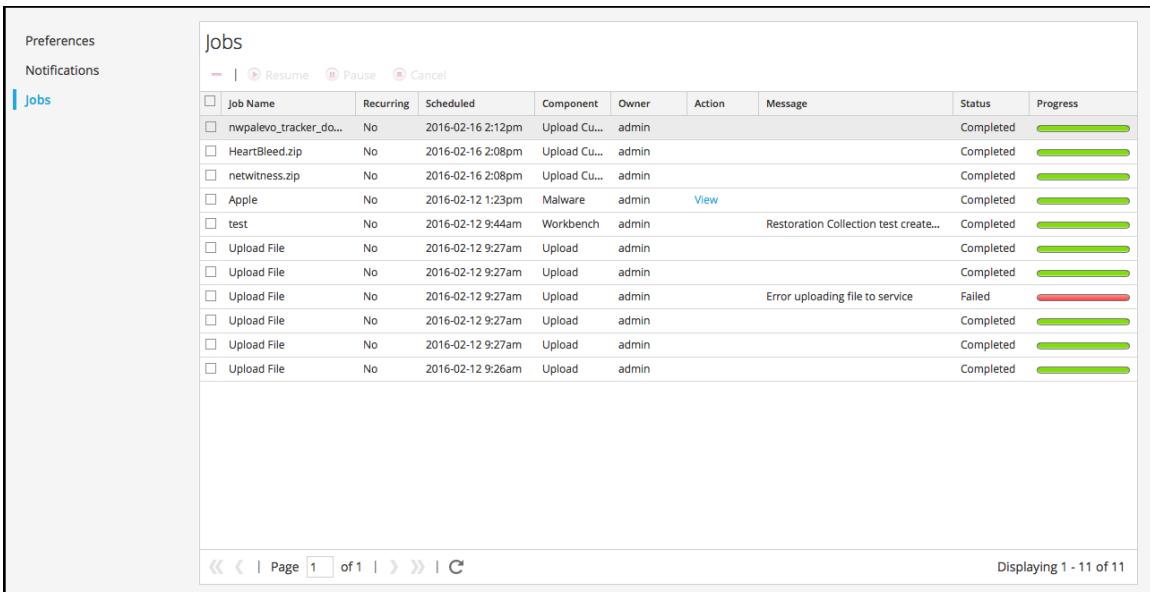 Preferences
Notifications
Jobs
Jobs
Resume Pause Cancel
Job Name Recurring Scheduled Component Owner Action Message Status Progress
nwpalevo_tracker_do... No 2016-02-16 2:12pm Upload Cu... admin Completed
HeartBleed.zip No 2016-02-16 2:08pm Upload Cu... admin Completed
netwitness.zip No 2016-02-16 2:08pm Upload Cu... admin Completed
Apple No 2016-02-12 1:23pm Malware admin View Completed
test No 2016-02-12 9:44am Workbench admin Restoration Collection test create... Completed
Upload File No 2016-02-12 9:27am Upload admin Completed
Upload File No 2016-02-12 9:27am Upload admin Completed
Upload File No 2016-02-12 9:27am Upload admin Error uploading file to service Failed
Upload File No 2016-02-12 9:27am Upload admin Completed
Upload File No 2016-02-12 9:27am Upload admin Completed
Upload File No 2016-02-12 9:26am Upload admin Completed
Page 1 of 1 Displaying 1 - 11 of 11